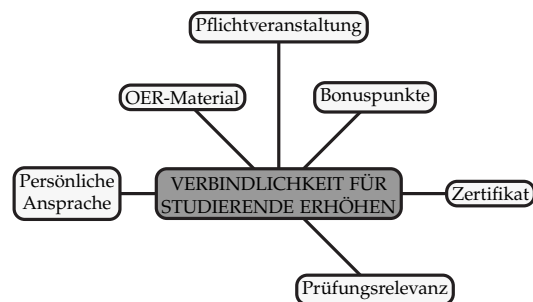 Pflichtveranstaltung
OER-Material
Bonuspunkte
Persönliche
Ansprache
VERBINDLICHKEIT FÜR
STUDIERENDE ERHÖHEN
Zertifikat
Prüfungsrelevanz